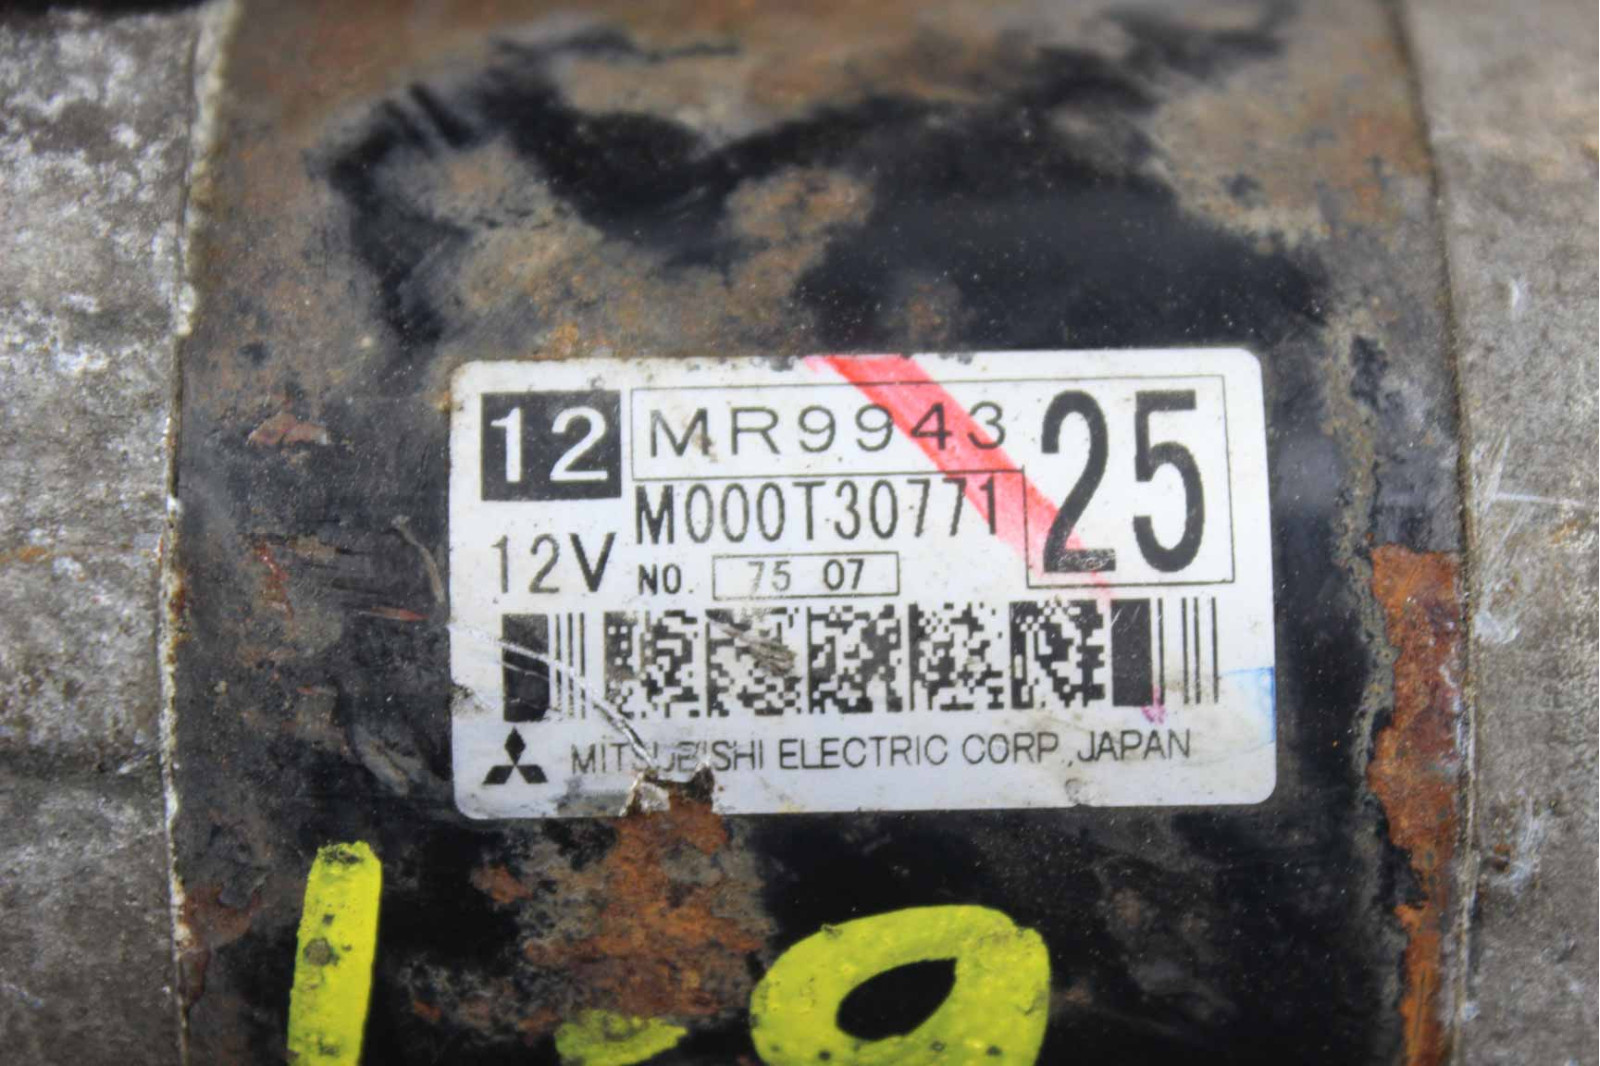 12 MR9943 25
M000T30771
12V NO. 75 07
MITSUBISHI ELECTRIC CORP., JAPAN